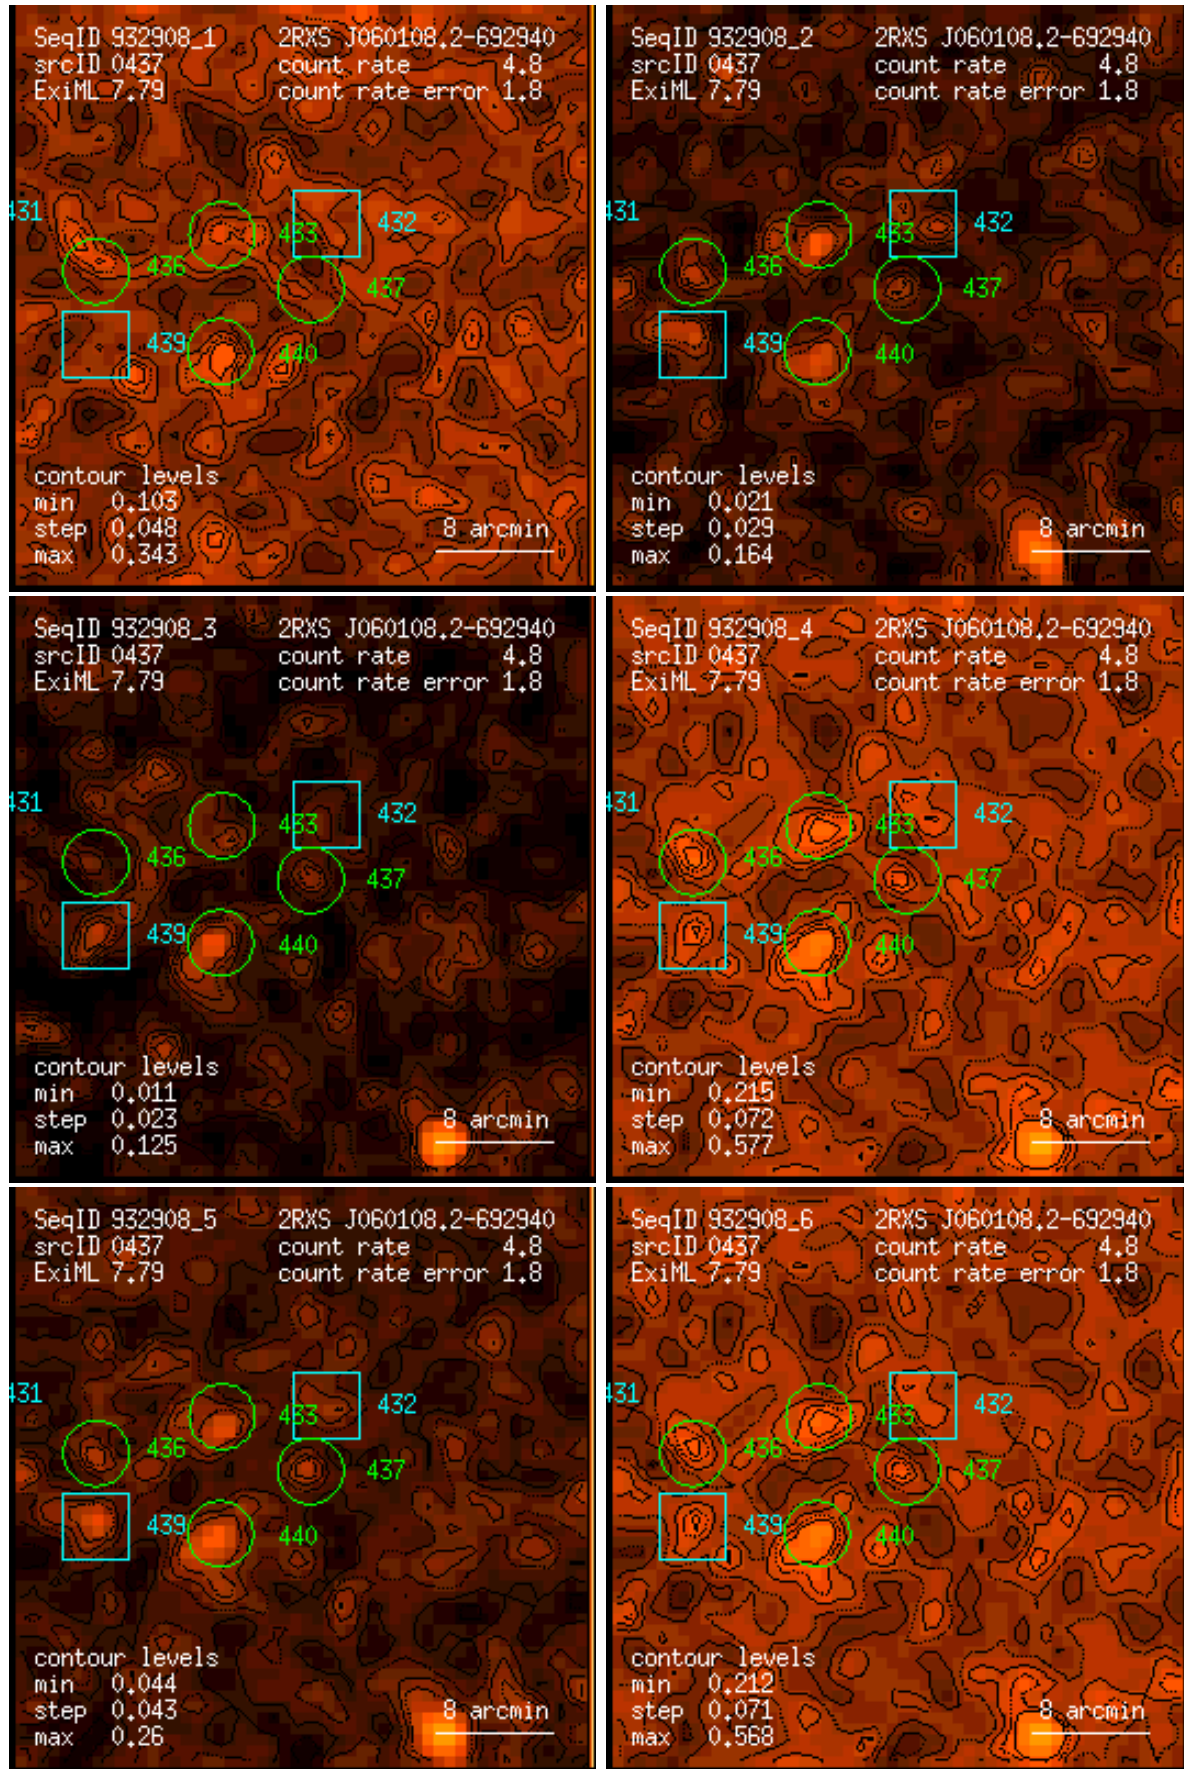 SeqID 932908_1 2RXS J060108.2-692940
srcID 0437 count rate 4.8
ExiML 7.79 count rate error 1.8
431
433
432
436
437
439
440
contour levels
min 0.103
step 0.048
max 0.343
8 arcmin
SeqID 932908_2 2RXS J060108.2-692940
srcID 0437 count rate 4.8
ExiML 7.79 count rate error 1.8
431
433
432
436
437
439
440
contour levels
min 0.021
step 0.029
max 0.164
8 arcmin
SeqID 932908_3 2RXS J060108.2-692940
srcID 0437 count rate 4.8
ExiML 7.79 count rate error 1.8
431
433
432
436
437
439
440
contour levels
min 0.011
step 0.023
max 0.125
8 arcmin
SeqID 932908_4 2RXS J060108.2-692940
srcID 0437 count rate 4.8
ExiML 7.79 count rate error 1.8
431
433
432
436
437
439
440
contour levels
min 0.215
step 0.072
max 0.577
8 arcmin
SeqID 932908_5 2RXS J060108.2-692940
srcID 0437 count rate 4.8
ExiML 7.79 count rate error 1.8
431
433
432
436
437
439
440
contour levels
min 0.044
step 0.043
max 0.26
8 arcmin
SeqID 932908_6 2RXS J060108.2-692940
srcID 0437 count rate 4.8
ExiML 7.79 count rate error 1.8
431
433
432
436
437
439
440
contour levels
min 0.212
step 0.071
max 0.568
8 arcmin